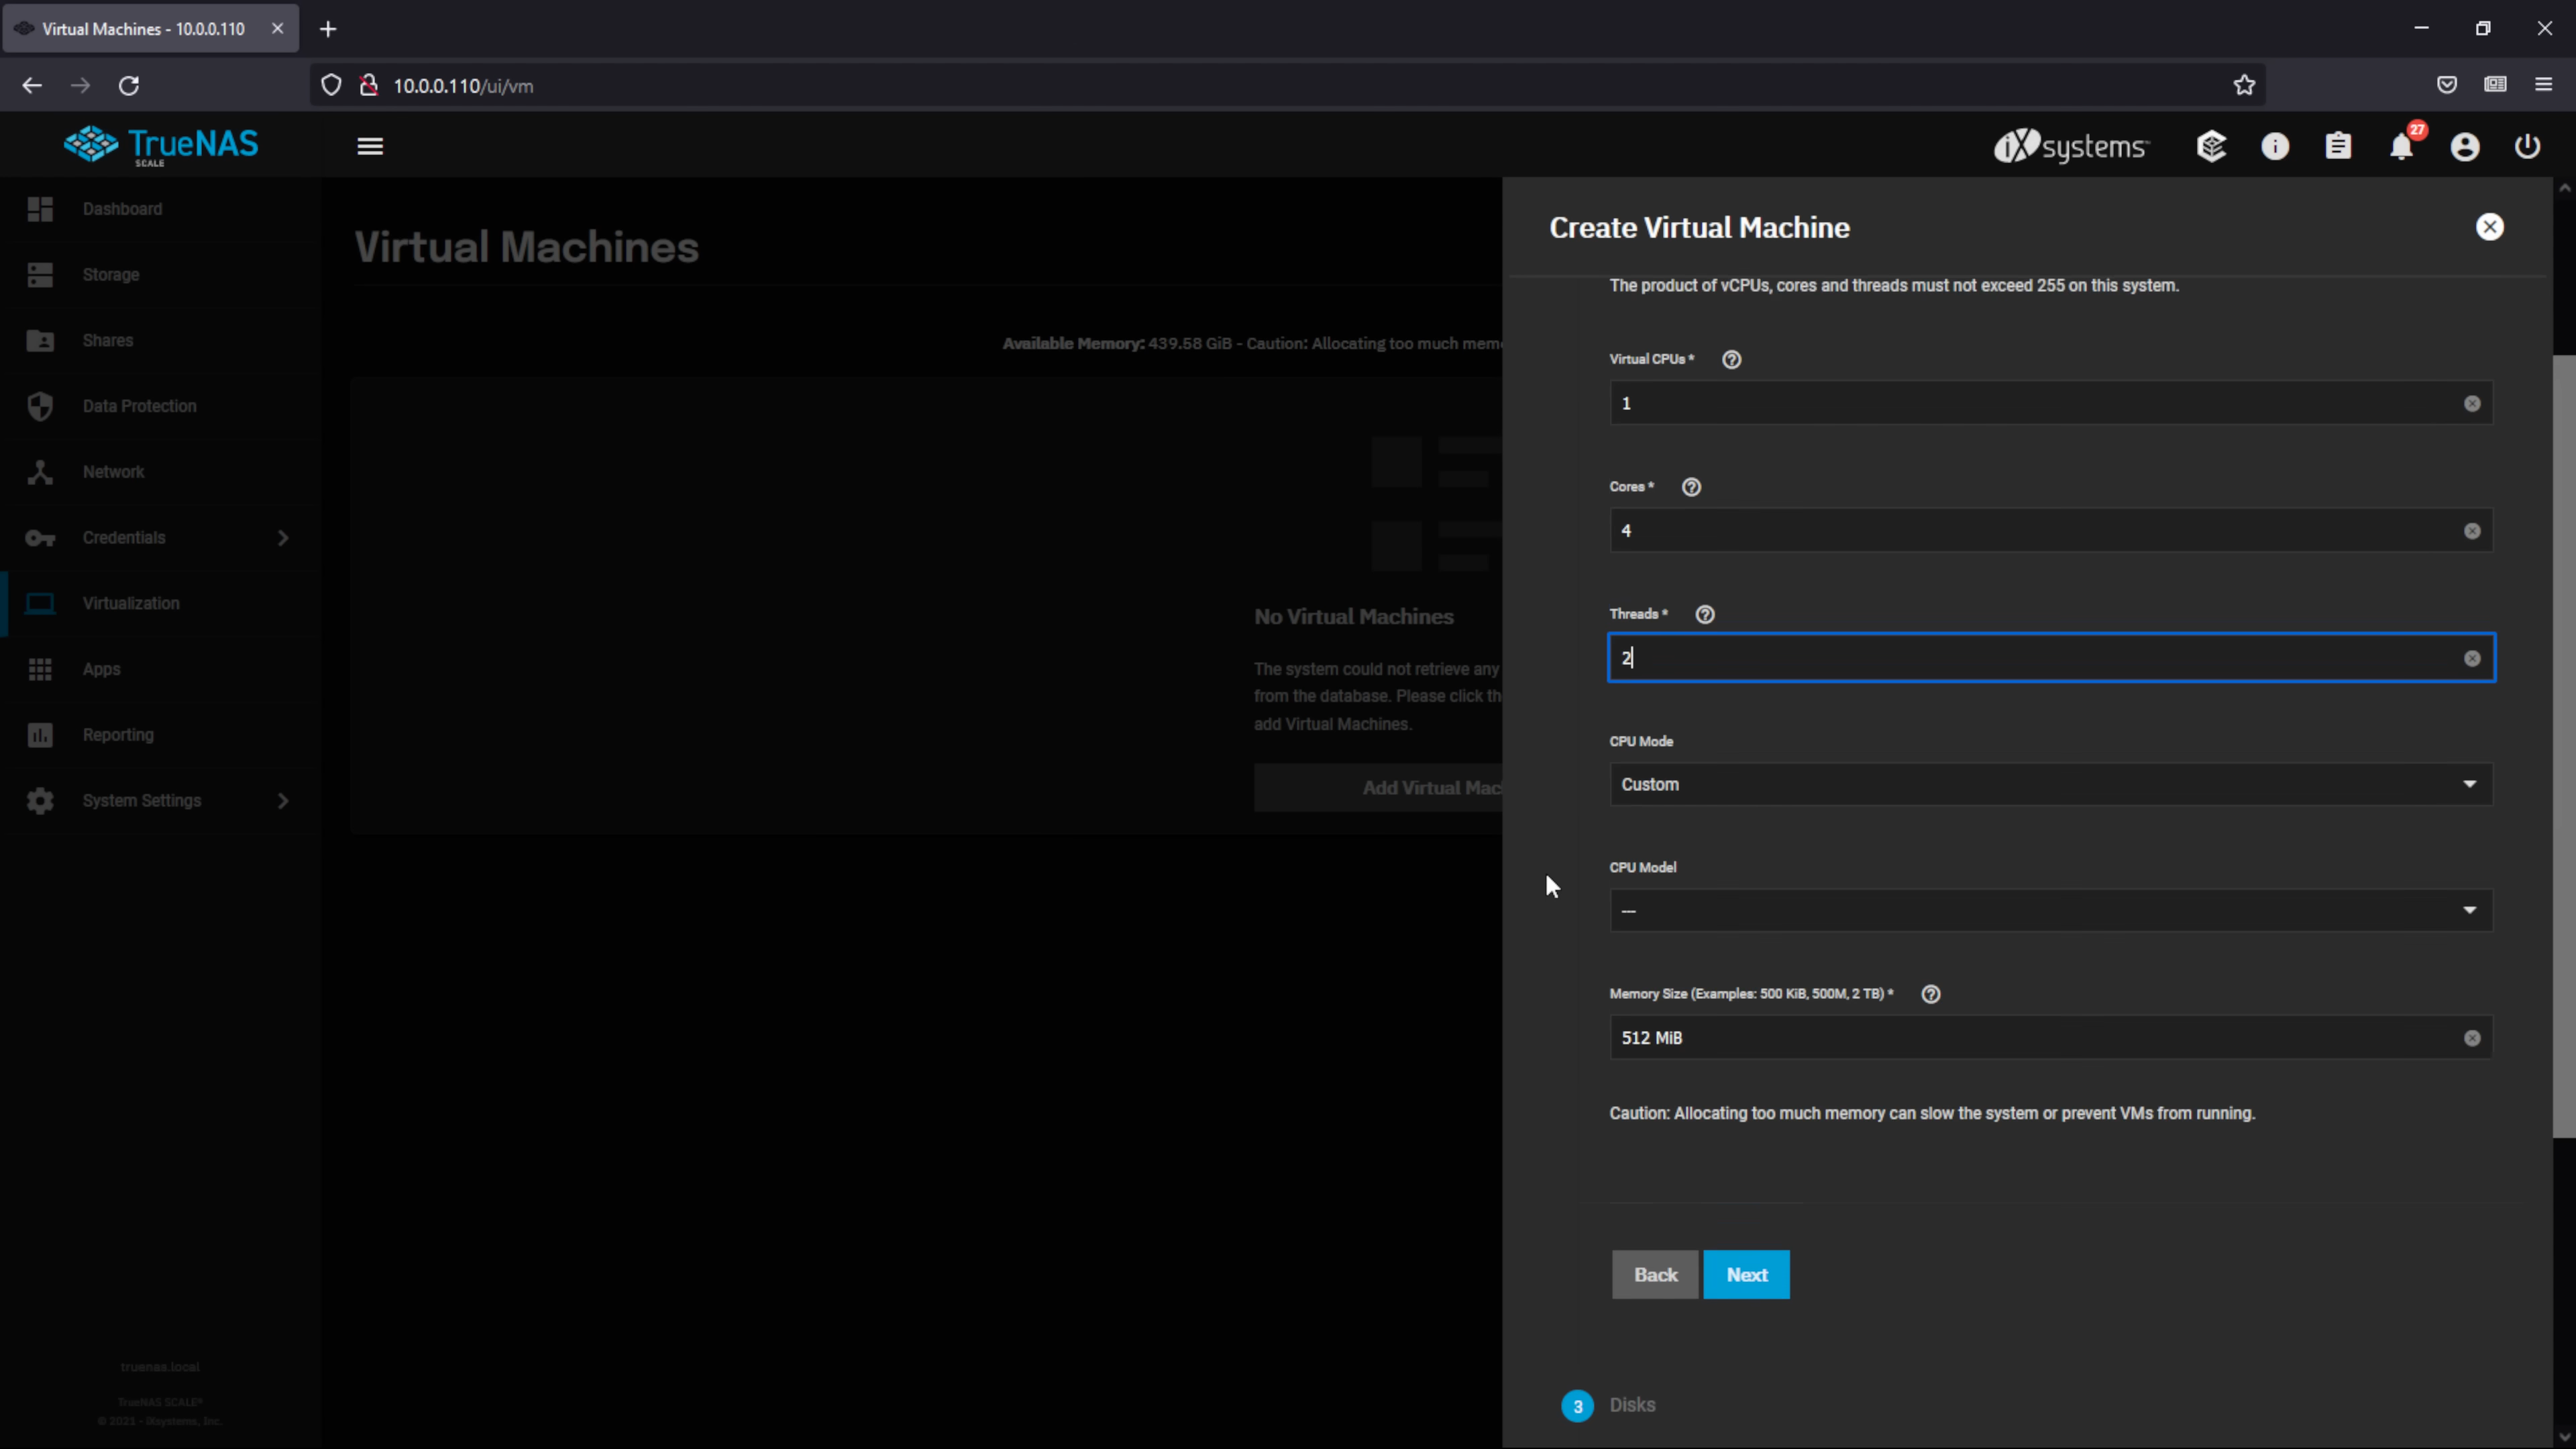 Virtual Machines - 10.0.0.110
10.0.0.110/ui/vm
TrueNAS
SCALE
iXsystems
27
Dashboard
Storage
Shares
Data Protection
Network
Credentials
Virtualization
Apps
Reporting
System Settings
truenas.local
TrueNAS SCALE®
© 2021 - iXsystems, Inc.
Virtual Machines
Available Memory: 439.58 GiB - Caution: Allocating too much mem
No Virtual Machines
The system could not retrieve any
from the database. Please click th
add Virtual Machines.
Add Virtual Mac
Create Virtual Machine
The product of vCPUs, cores and threads must not exceed 255 on this system.
Virtual CPUs *
1
Cores *
4
Threads *
2
CPU Mode
Custom
CPU Model
---
Memory Size (Examples: 500 KiB, 500M, 2 TB) *
512 MiB
Caution: Allocating too much memory can slow the system or prevent VMs from running.
Back
Next
3
Disks